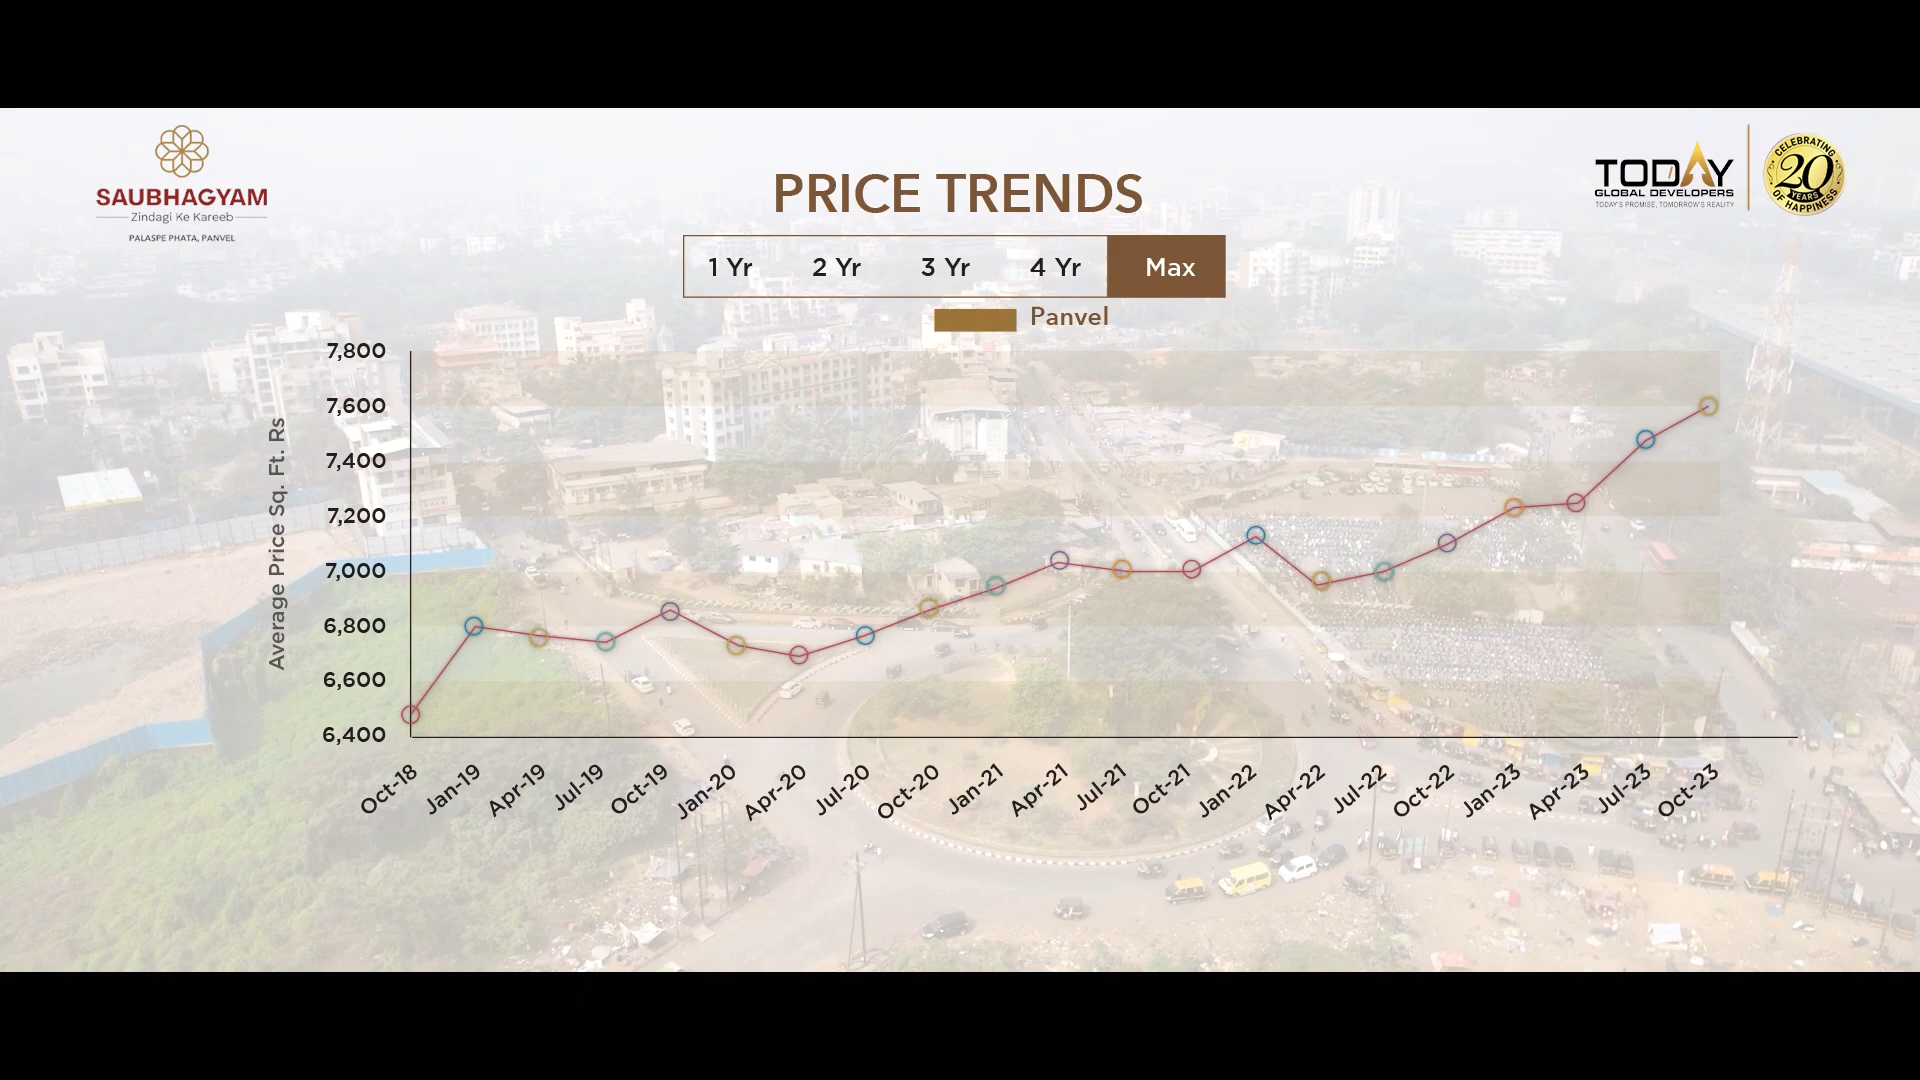 SAUBHAGYAM
Zindagi Ke Kareeb
PALASPE PHATA, PANVEL
PRICE TRENDS
TODAY
GLOBAL DEVELOPERS
TODAY'S PROMISE, TOMORROW'S REALITY
CELEBRATING
20
YEARS
OF HAPPINESS
1 Yr 2 Yr 3 Yr 4 Yr Max
Panvel
Average Price Sq. Ft. Rs
7,800
7,600
7,400
7,200
7,000
6,800
6,600
6,400
Oct-18 Jan-19 Apr-19 Jul-19 Oct-19 Jan-20 Apr-20 Jul-20 Oct-20 Jan-21 Apr-21 Jul-21 Oct-21 Jan-22 Apr-22 Jul-22 Oct-22 Jan-23 Apr-23 Jul-23 Oct-23